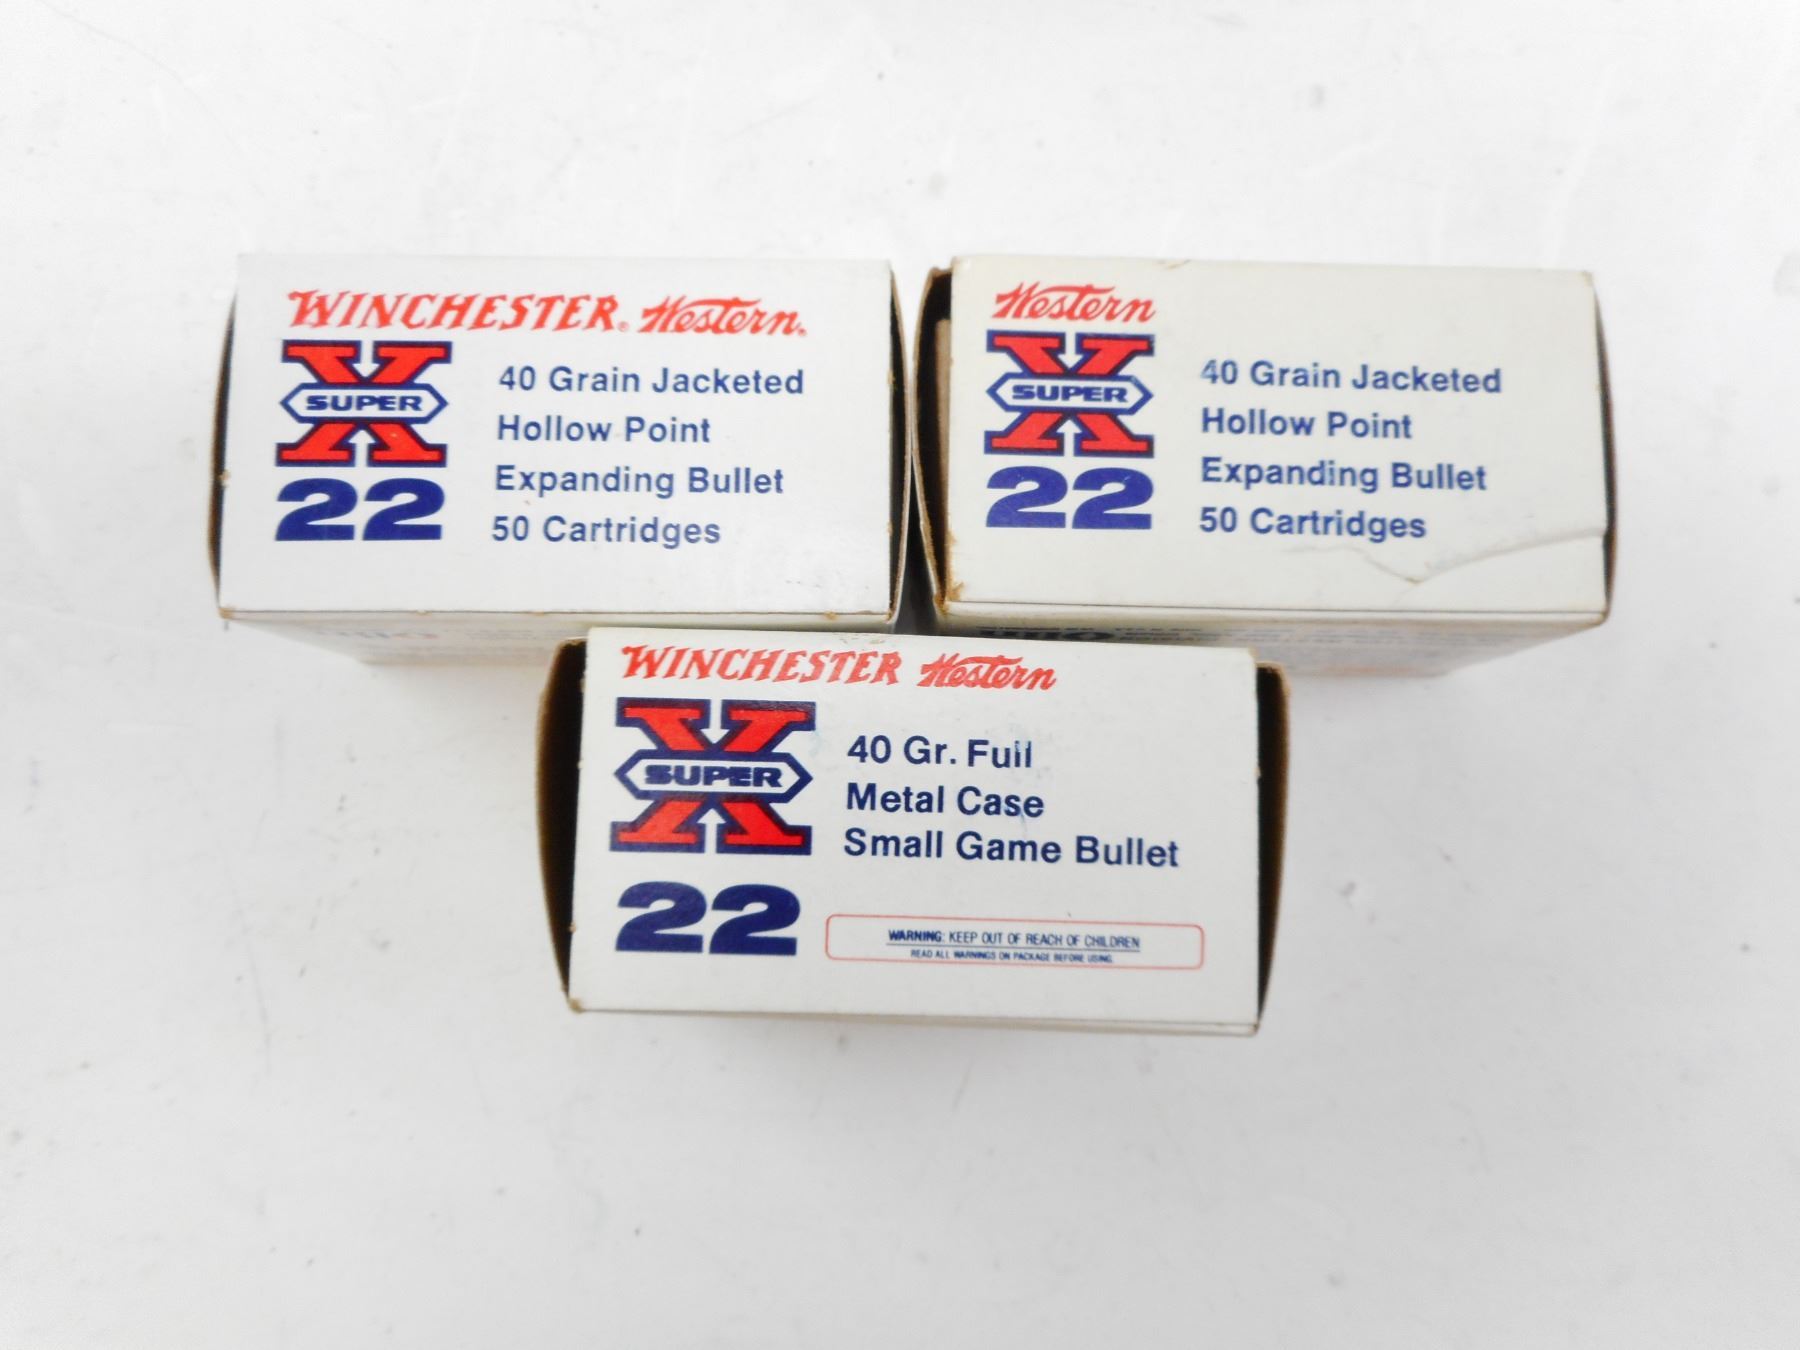 WINCHESTER® Western.
X
SUPER
22
40 Grain Jacketed
Hollow Point
Expanding Bullet
50 Cartridges
Western
X
SUPER
22
40 Grain Jacketed
Hollow Point
Expanding Bullet
50 Cartridges
Olin
WINCHESTER Western
X
SUPER
22
40 Gr. Full
Metal Case
Small Game Bullet
WARNING: KEEP OUT OF REACH OF CHILDREN
READ ALL WARNINGS ON PACKAGE BEFORE USING.